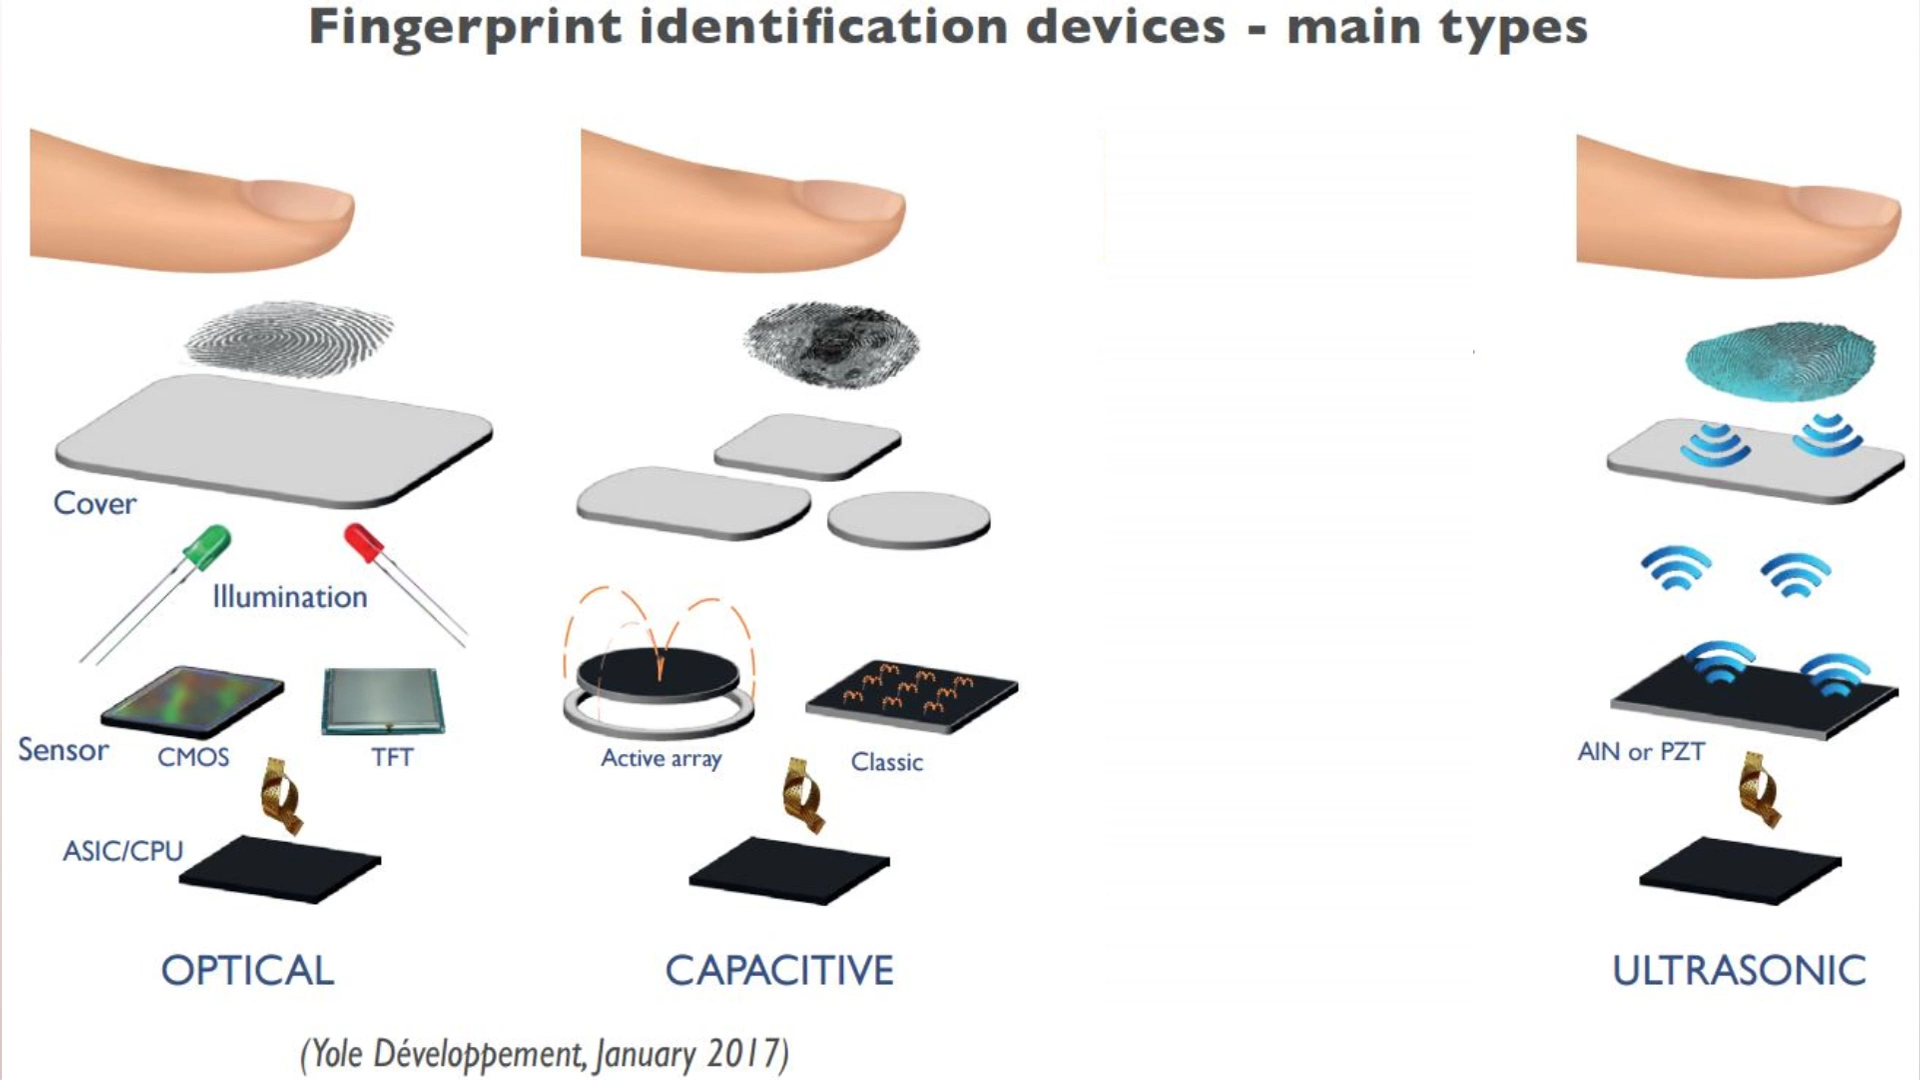 Fingerprint identification devices - main types
Cover
Illumination
Sensor
CMOS
TFT
ASIC/CPU
OPTICAL
Active array
Classic
CAPACITIVE
AlN or PZT
ULTRASONIC
(Yole Développement, January 2017)